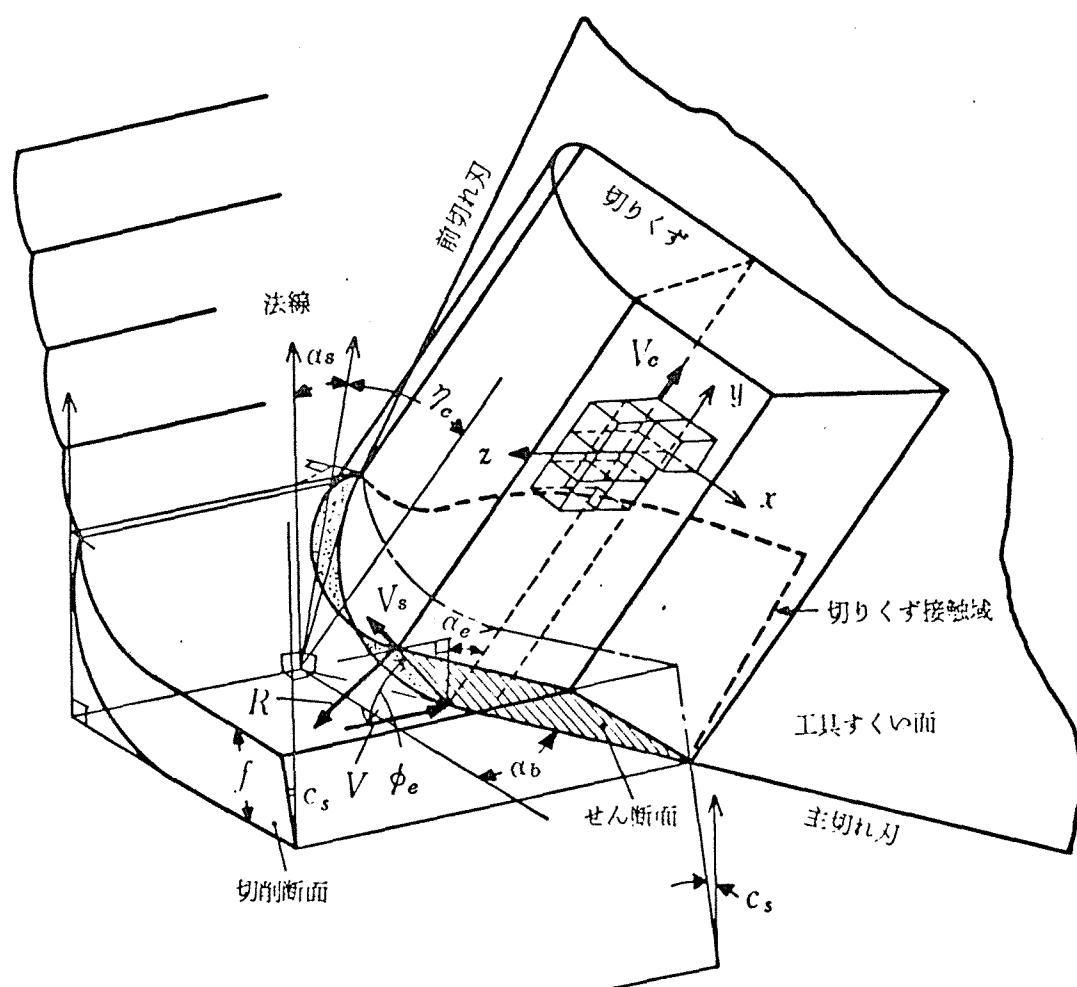 前切れ刃
切りくず
法線
αs
ηc
Vc
y
z
x
Vs
αe
切りくず接触域
R
工具すくい面
f
cs
V
φe
αb
せん断面
主切れ刃
切削断面
cs